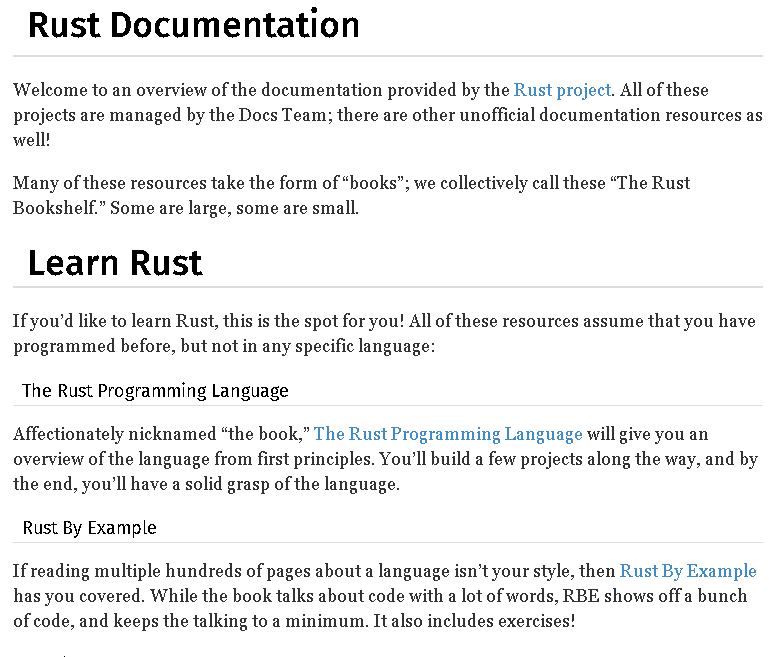 Rust Documentation
Welcome to an overview of the documentation provided by the Rust project. All of these
projects are managed by the Docs Team; there are other unofficial documentation resources as
well!
Many of these resources take the form of “books”; we collectively call these “The Rust
Bookshelf.” Some are large, some are small.
Learn Rust
If you’d like to learn Rust, this is the spot for you! All of these resources assume that you have
programmed before, but not in any specific language:
The Rust Programming Language
Affectionately nicknamed “the book,” The Rust Programming Language will give you an
overview of the language from first principles. You’ll build a few projects along the way, and by
the end, you’ll have a solid grasp of the language.
Rust By Example
If reading multiple hundreds of pages about a language isn’t your style, then Rust By Example
has you covered. While the book talks about code with a lot of words, RBE shows off a bunch
of code, and keeps the talking to a minimum. It also includes exercises!